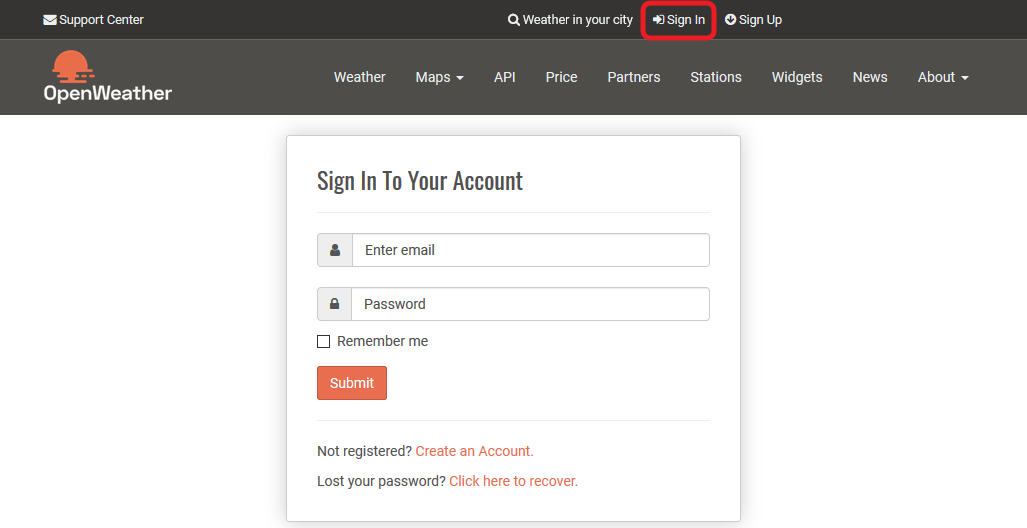 Support Center
Weather in your city
Sign In
Sign Up
OpenWeather
Weather
Maps
API
Price
Partners
Stations
Widgets
News
About
Sign In To Your Account
Enter email
Password
Remember me
Submit
Not registered? Create an Account.
Lost your password? Click here to recover.